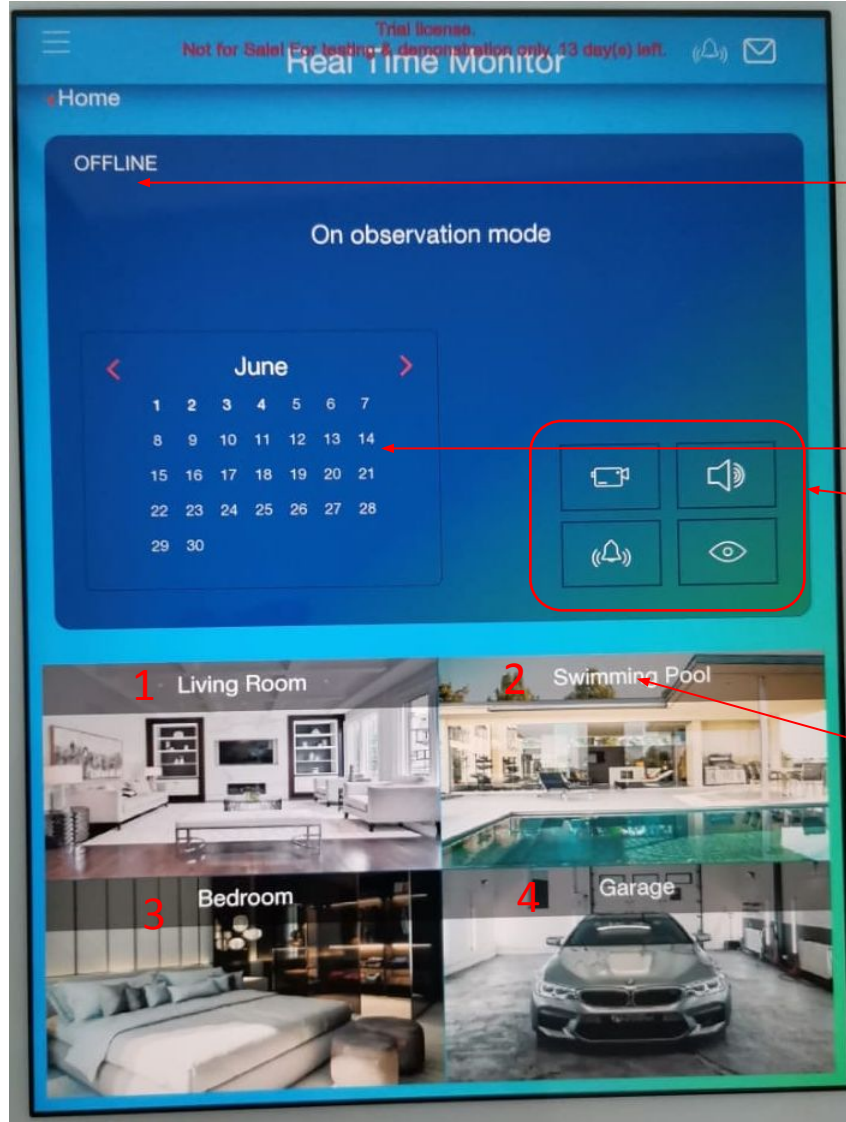 Trial license.
Not for Sale! For testing & demonstration only, 13 day(s) left.
Real Time Monitor
Home
OFFLINE
On observation mode
June
1 2 3 4 5 6 7
8 9 10 11 12 13 14
15 16 17 18 19 20 21
22 23 24 25 26 27 28
29 30
1 Living Room
2 Swimming Pool
3 Bedroom
4 Garage